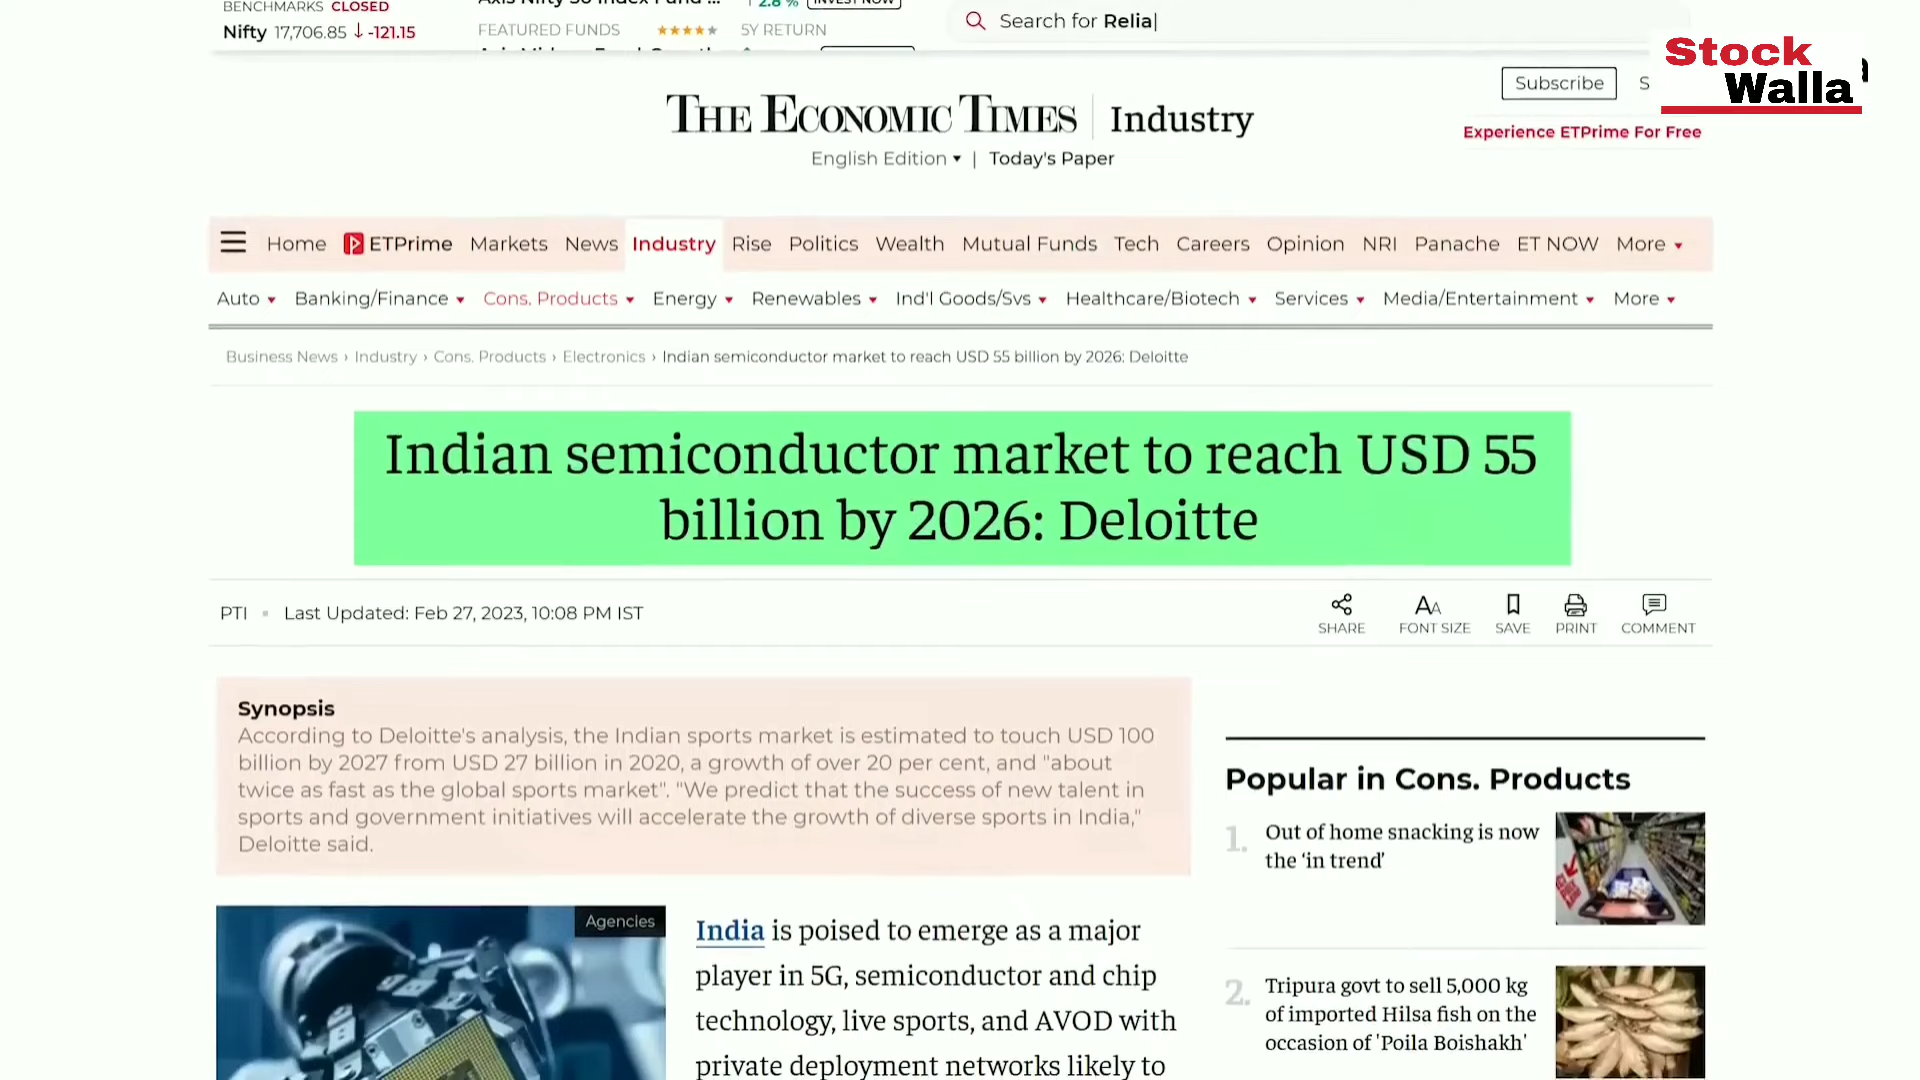 BENCHMARKS CLOSED
Nifty 17,706.85 -121.15
2.8 %
FEATURED FUNDS
5Y RETURN
Search for Relia
Stock
Walla
Subscribe
S
THE ECONOMIC TIMES | Industry
Experience ETPrime For Free
English Edition | Today's Paper
Home ETPrime Markets News Industry Rise Politics Wealth Mutual Funds Tech Careers Opinion NRI Panache ET NOW More
Auto Banking/Finance Cons. Products Energy Renewables Ind'l Goods/Svs Healthcare/Biotech Services Media/Entertainment More
Business News › Industry › Cons. Products › Electronics › Indian semiconductor market to reach USD 55 billion by 2026: Deloitte
Indian semiconductor market to reach USD 55
billion by 2026: Deloitte
PTI • Last Updated: Feb 27, 2023, 10:08 PM IST
SHARE FONT SIZE SAVE PRINT COMMENT
Synopsis
According to Deloitte's analysis, the Indian sports market is estimated to touch USD 100
billion by 2027 from USD 27 billion in 2020, a growth of over 20 per cent, and "about
twice as fast as the global sports market". "We predict that the success of new talent in
sports and government initiatives will accelerate the growth of diverse sports in India,"
Deloitte said.
Agencies
India is poised to emerge as a major
player in 5G, semiconductor and chip
technology, live sports, and AVOD with
private deployment networks likely to
Popular in Cons. Products
1. Out of home snacking is now
the 'in trend'
2. Tripura govt to sell 5,000 kg
of imported Hilsa fish on the
occasion of 'Poila Boishakh'